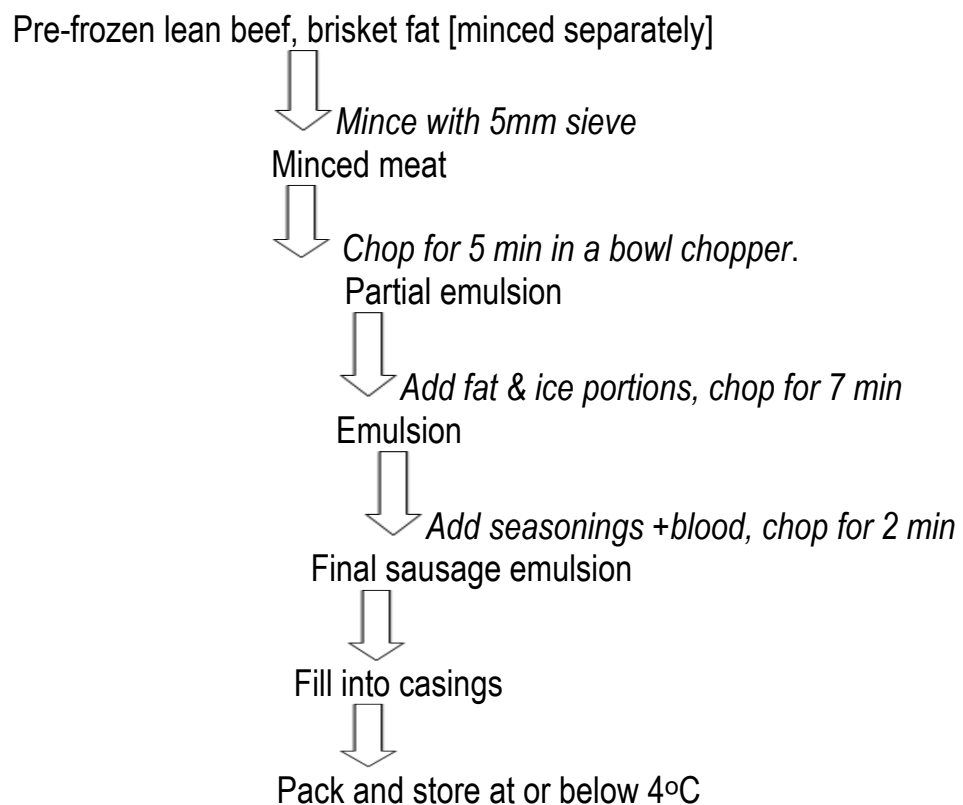 Pre-frozen lean beef, brisket fat [minced separately]
Mince with 5mm sieve
Minced meat
Chop for 5 min in a bowl chopper.
Partial emulsion
Add fat & ice portions, chop for 7 min
Emulsion
Add seasonings +blood, chop for 2 min
Final sausage emulsion
Fill into casings
Pack and store at or below 4ºC